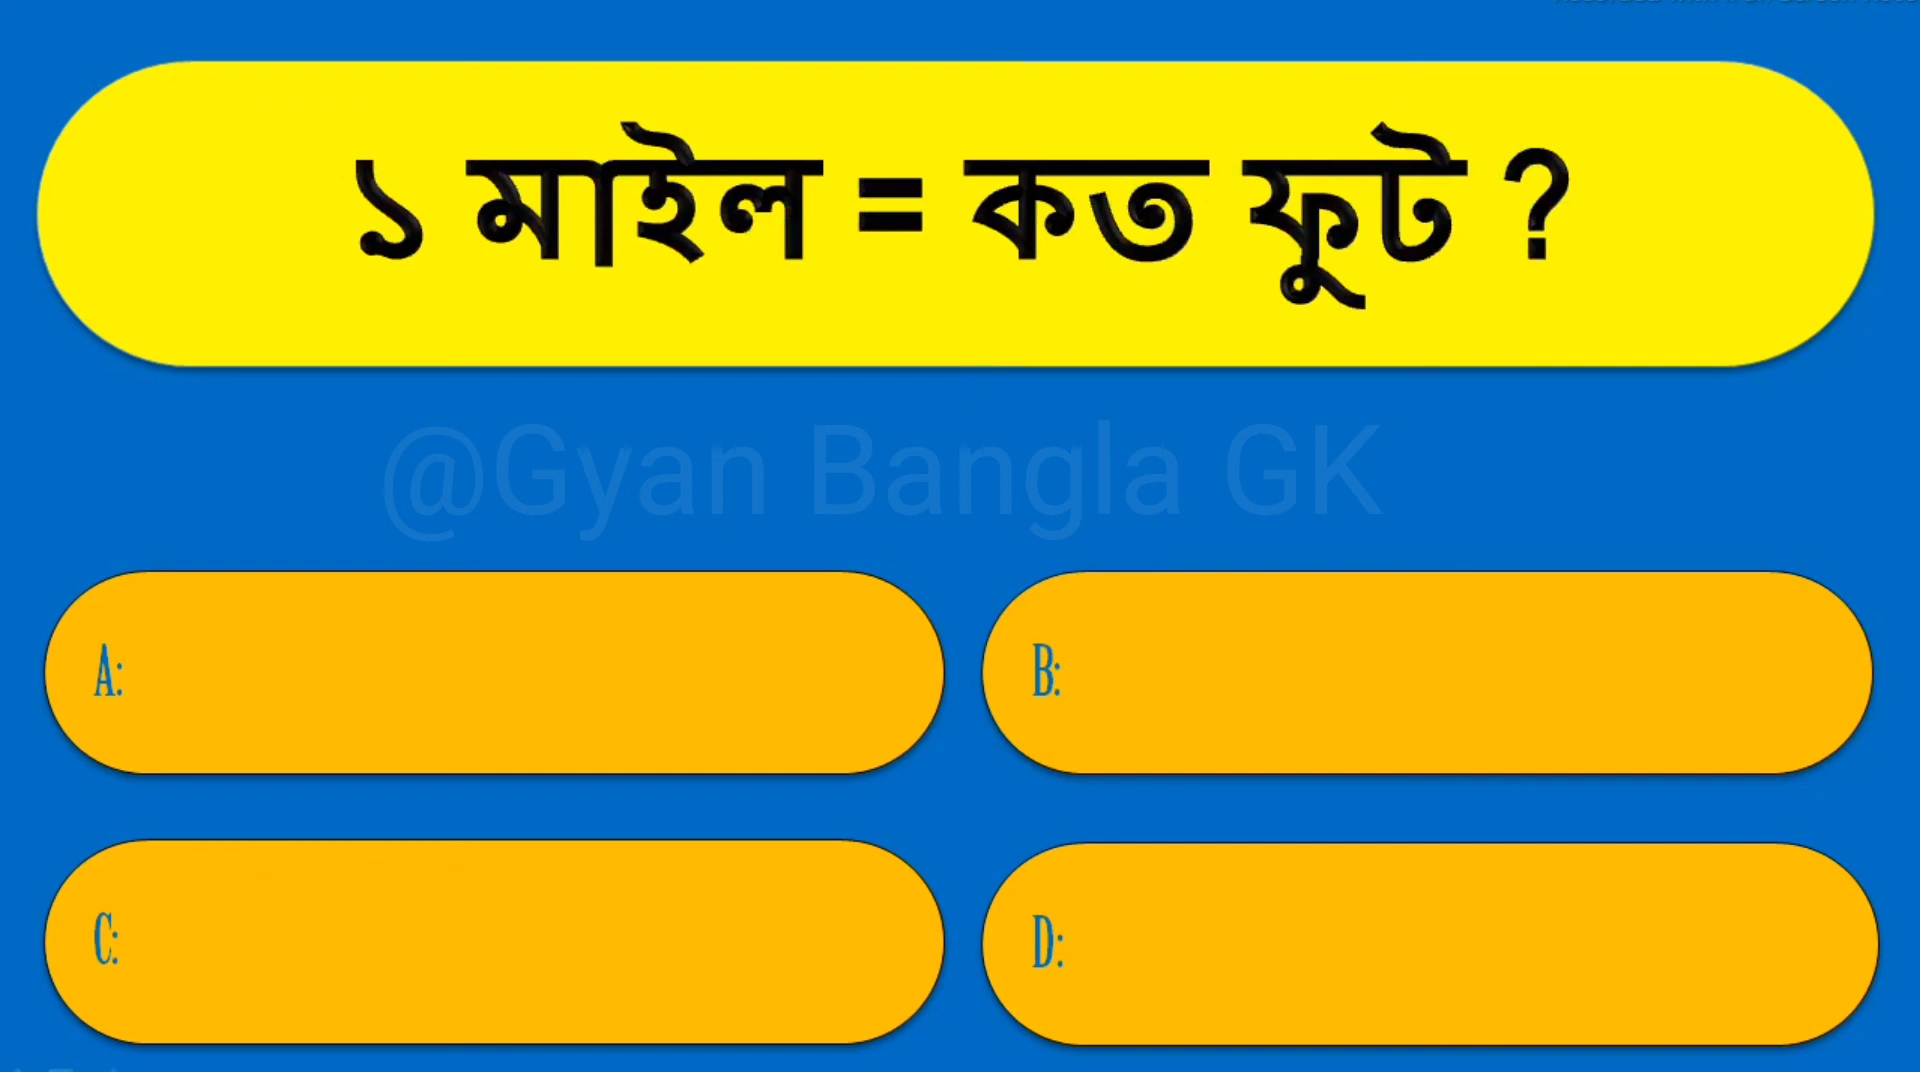 ১ মাইল = কত ফুট ?
@Gyan Bangla GK
A:
B:
C:
D: